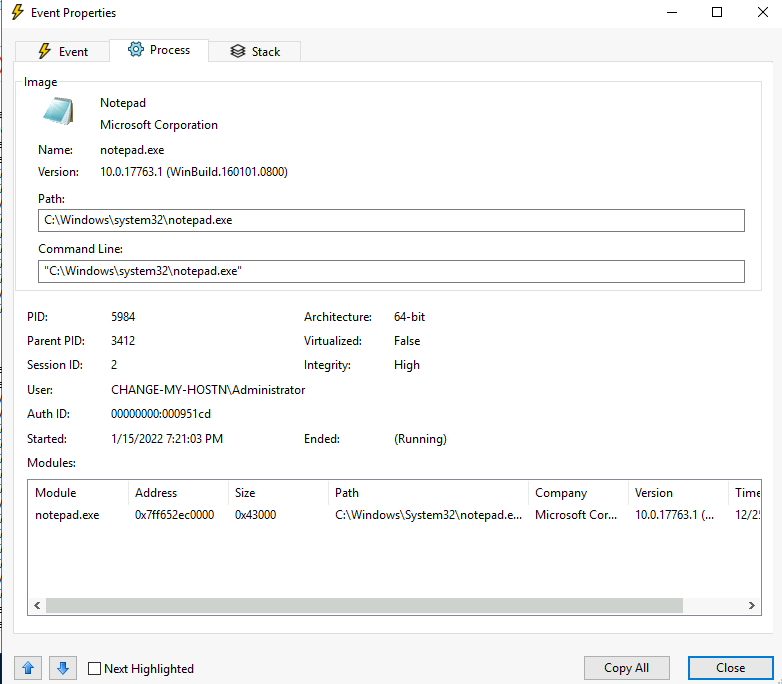 Event Properties
Event Process Stack
Image
Notepad
Microsoft Corporation
Name: notepad.exe
Version: 10.0.17763.1 (WinBuild.160101.0800)
Path:
C:\Windows\system32\notepad.exe
Command Line:
"C:\Windows\system32\notepad.exe"
PID: 5984 Architecture: 64-bit
Parent PID: 3412 Virtualized: False
Session ID: 2 Integrity: High
User: CHANGE-MY-HOSTN\Administrator
Auth ID: 00000000:000951cd
Started: 1/15/2022 7:21:03 PM Ended: (Running)
Modules:
Module Address Size Path Company Version Time
notepad.exe 0x7ff652ec0000 0x43000 C:\Windows\System32\notepad.e... Microsoft Cor... 10.0.17763.1 (... 12/2
Next Highlighted Copy All Close